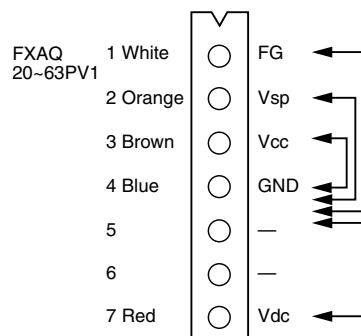 FXAQ
20~63PV1
1 White FG
2 Orange Vsp
3 Brown Vcc
4 Blue GND
5 —
6 —
7 Red Vdc